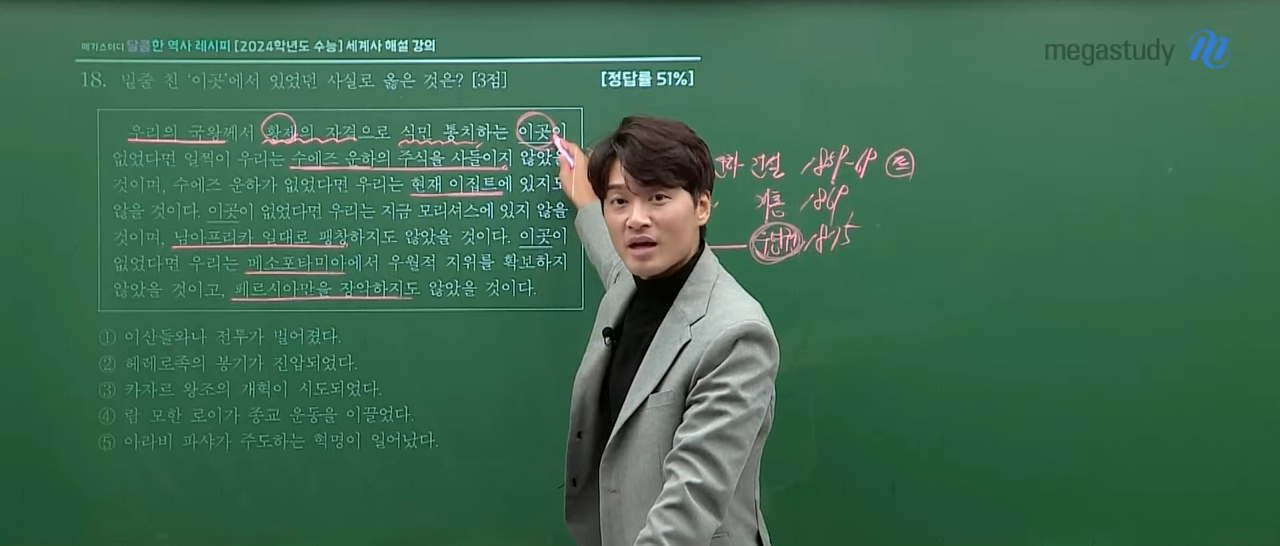 메가스터디 달콤한 역사 레시피 [2024학년도 수능] 세계사 해설 강의
megastudy
18. 밑줄 친 '이곳'에서 있었던 사실로 옳은 것은? [3점]
[정답률 51%]
우리의 국왕께서 황제의 자격으로 식민 통치하는 이곳이
없었다면 일찍이 우리는 수에즈 운하의 주식을 사들이지 않았을
것이며, 수에즈 운하가 없었다면 우리는 현재 이집트에 있지도
않을 것이다. 이곳이 없었다면 우리는 지금 모리셔스에 있지 않을
것이며, 남아프리카 일대로 팽창하지도 않았을 것이다. 이곳이
없었다면 우리는 메소포타미아에서 우월적 지위를 확보하지
않았을 것이고, 페르시아만을 장악하지도 않았을 것이다.
건설 1859-69 프
개통 1869
1875
① 이산들와나 전투가 벌어졌다.
② 헤레로족의 봉기가 진압되었다.
③ 카자르 왕조의 개혁이 시도되었다.
④ 람 모한 로이가 종교 운동을 이끌었다.
⑤ 아라비 파샤가 주도하는 혁명이 일어났다.